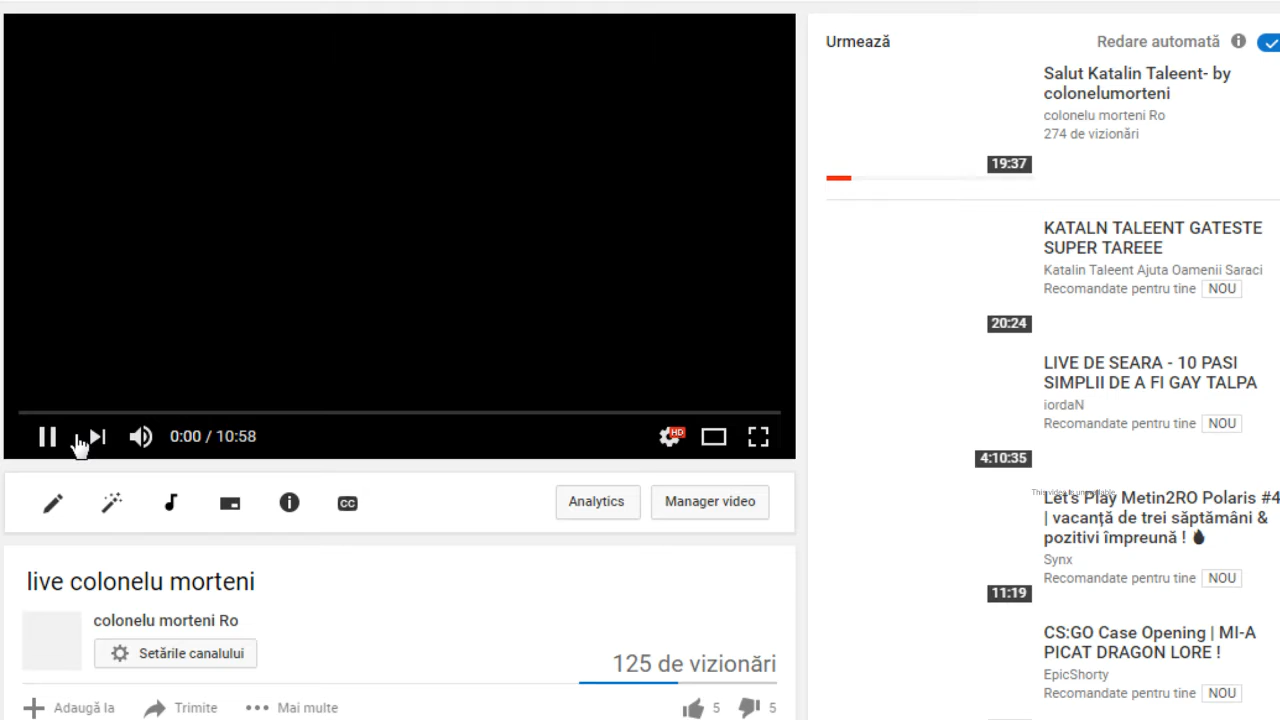 0:00 / 10:58
HD
CC
Analytics
Manager video
live colonelu morteni
colonelu morteni Ro
Setările canalului
125 de vizionări
Adaugă la
Trimite
Mai multe
5
5
Urmează
Redare automată
Salut Katalin Taleent- by
colonelumorteni
colonelu morteni Ro
274 de vizionări
19:37
KATALN TALEENT GATESTE
SUPER TAREEE
Katalin Taleent Ajuta Oamenii Saraci
Recomandate pentru tine NOU
20:24
LIVE DE SEARA - 10 PASI
SIMPLII DE A FI GAY TALPA
iordaN
Recomandate pentru tine NOU
4:10:35
Let's Play Metin2RO Polaris #4
| vacanță de trei săptămâni &
pozitivi împreună !
Synx
Recomandate pentru tine NOU
11:19
CS:GO Case Opening | MI-A
PICAT DRAGON LORE !
EpicShorty
Recomandate pentru tine NOU